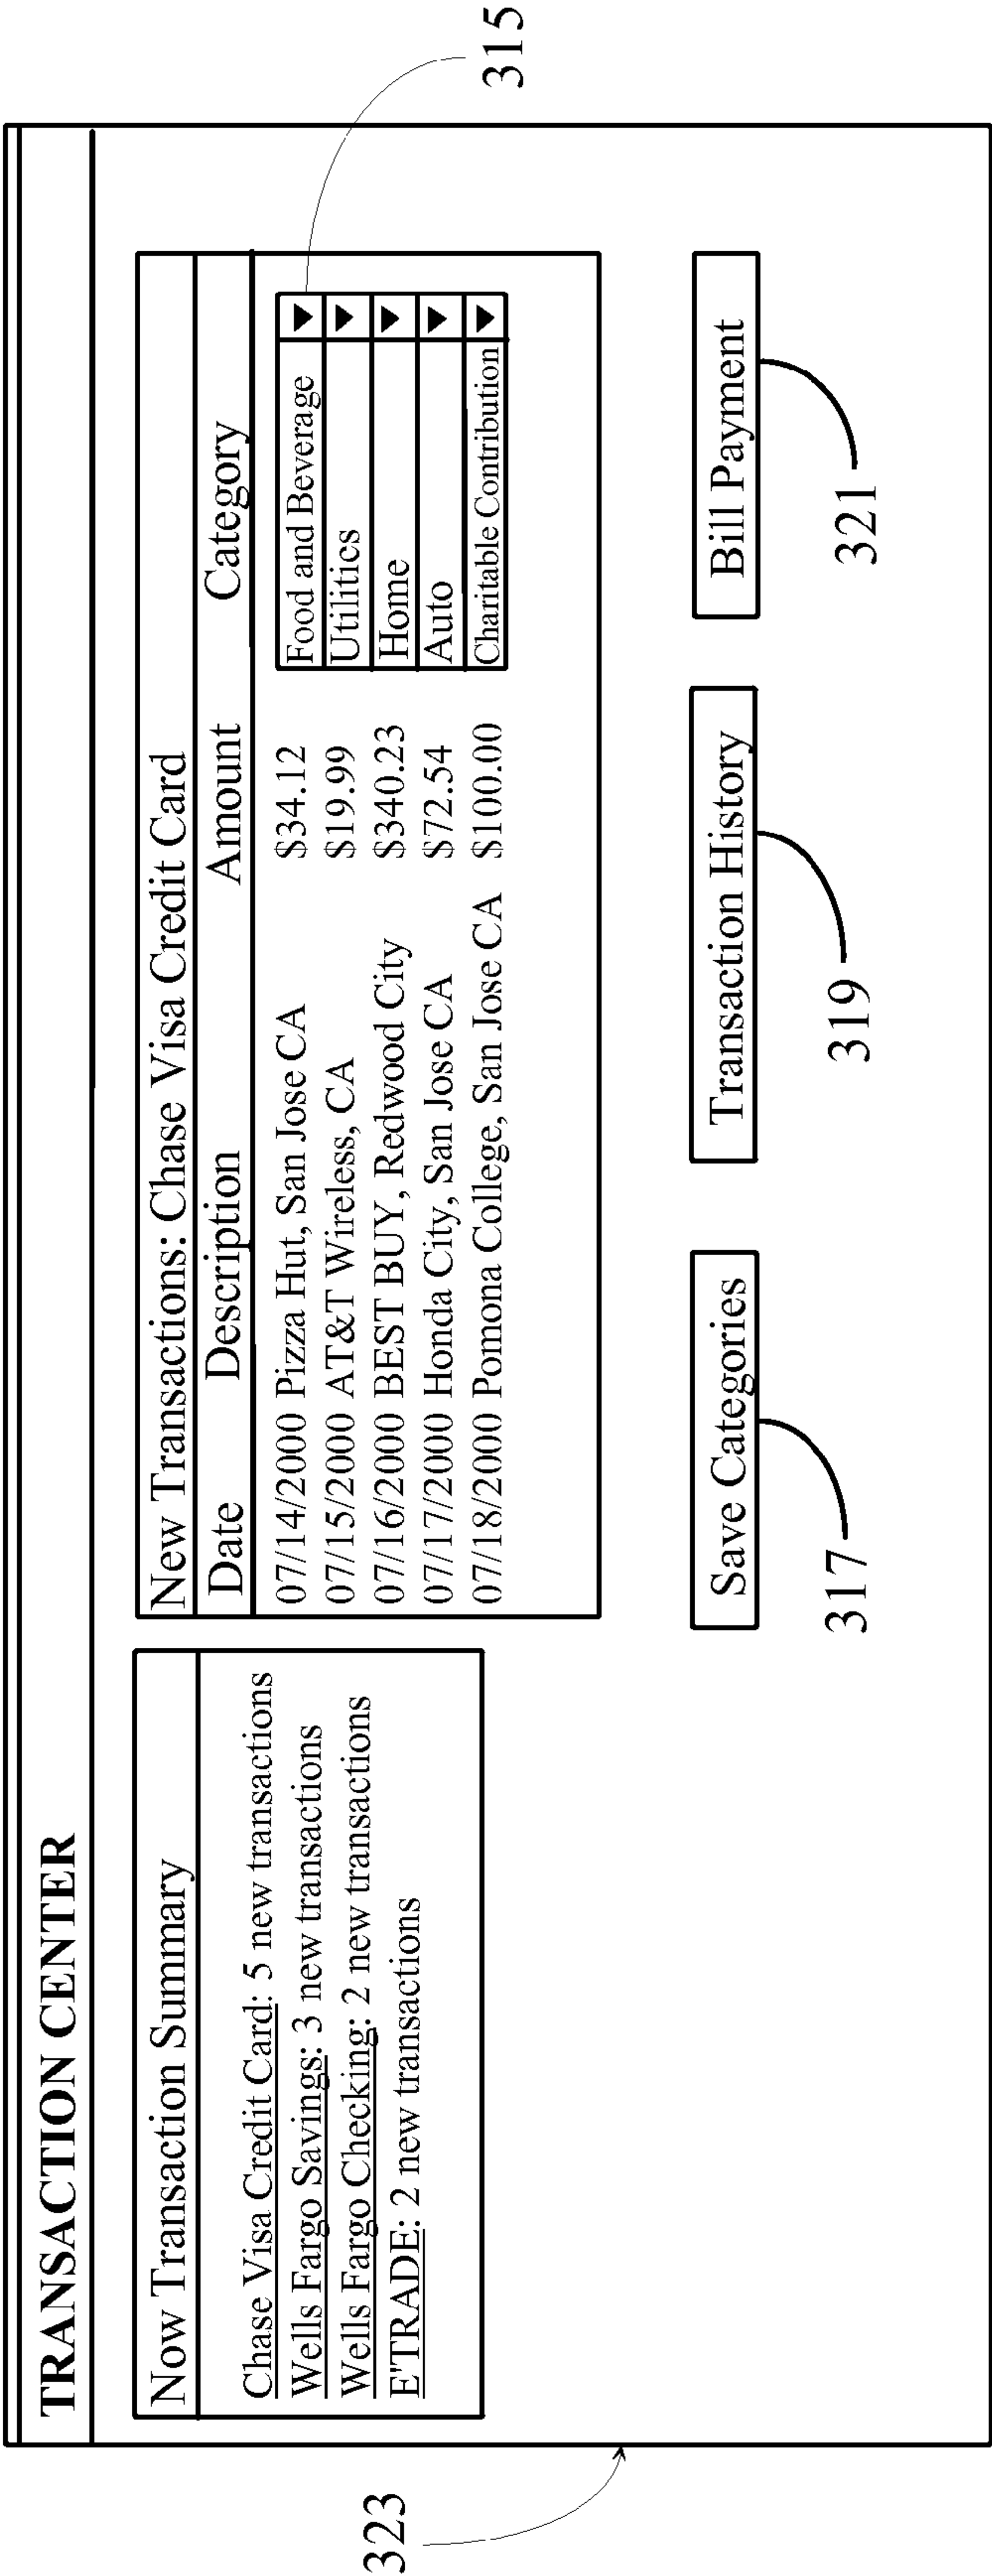 TRANSACTION CENTER
Now Transaction Summary
Chase Visa Credit Card: 5 new transactions
Wells Fargo Savings: 3 new transactions
Wells Fargo Checking: 2 new transactions
E'TRADE: 2 new transactions
New Transactions: Chase Visa Credit Card
Date Description Amount Category
07/14/2000 Pizza Hut, San Jose CA $34.12 Food and Beverage
07/15/2000 AT&T Wireless, CA $19.99 Utilitics
07/16/2000 BEST BUY, Redwood City $340.23 Home
07/17/2000 Honda City, San Jose CA $72.54 Auto
07/18/2000 Pomona College, San Jose CA $100.00 Charitable Contribution
315
Save Categories Transaction History Bill Payment
317 319 321
323